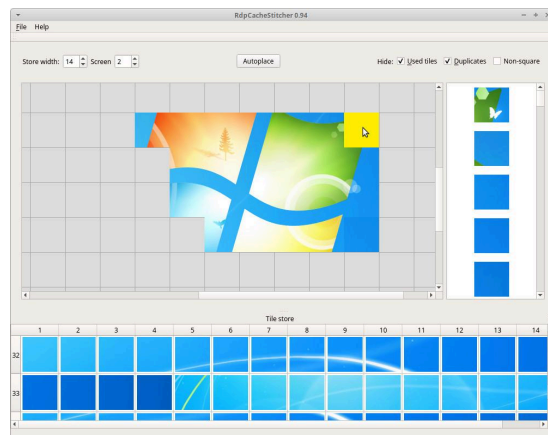 RdpCacheStitcher 0.94
File Help
Store width: 14 Screen 2 Autoplace Hide: Used tiles Duplicates Non-square
Tile store
1 2 3 4 5 6 7 8 9 10 11 12 13 14
32
33